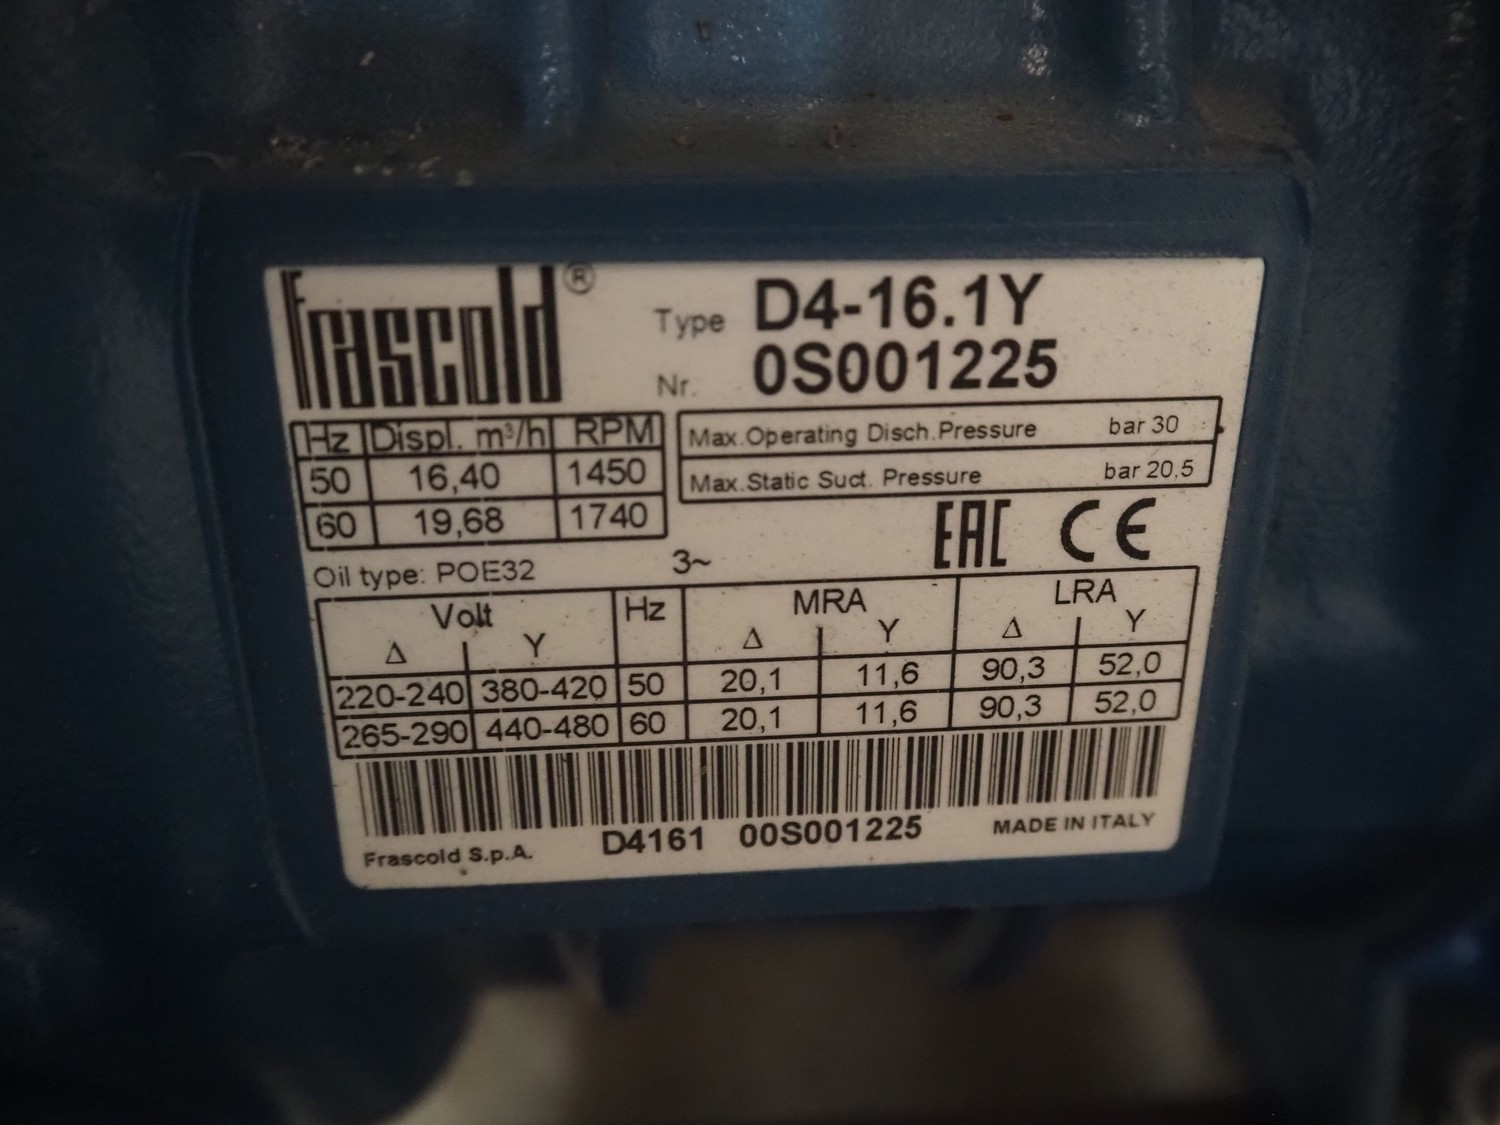 Frascold®
Type D4-16.1Y
Nr. 0S001225
Hz Displ. m³/h RPM
50 16,40 1450
60 19,68 1740
Max.Operating Disch.Pressure bar 30
Max.Static Suct. Pressure bar 20,5
EAC CE
Oil type: POE32 3~
Volt Hz MRA LRA
Δ Y Δ Y Δ Y
220-240 380-420 50 20,1 11,6 90,3 52,0
265-290 440-480 60 20,1 11,6 90,3 52,0
D4161 00S001225
Frascold S.p.A. MADE IN ITALY